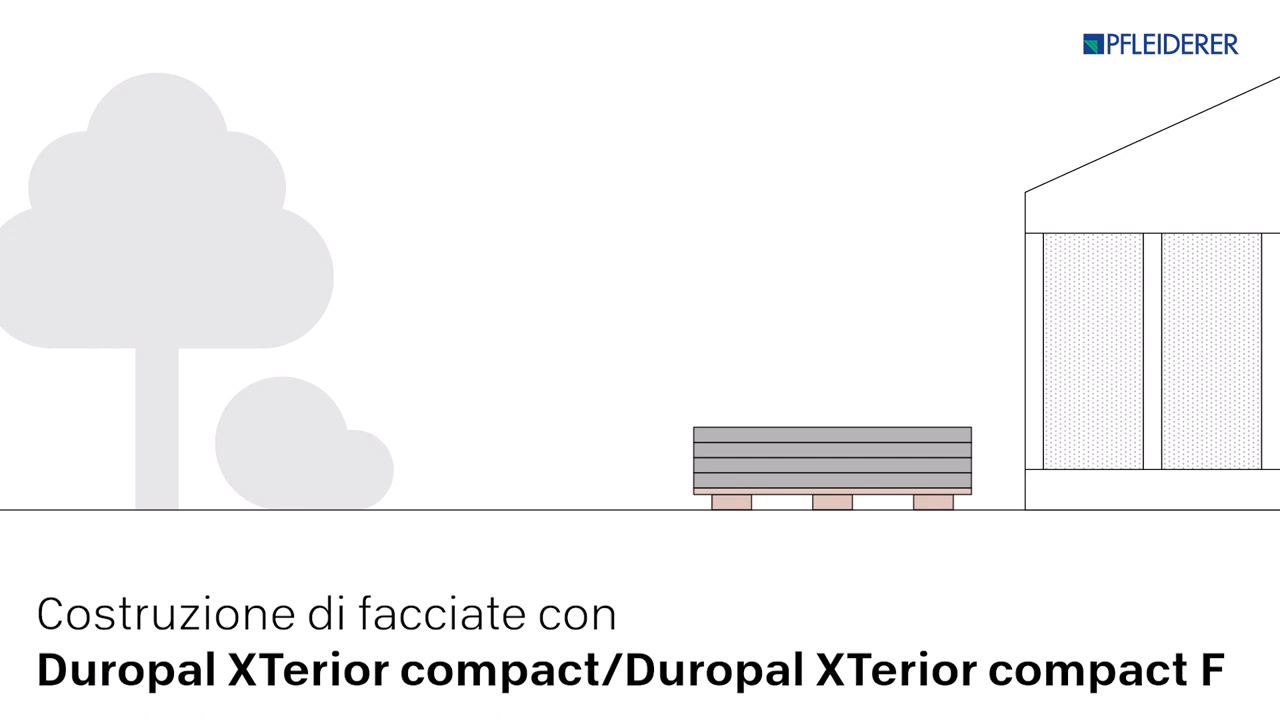 PFLEIDERER
Costruzione di facciate con
Duropal XTerior compact/Duropal XTerior compact F